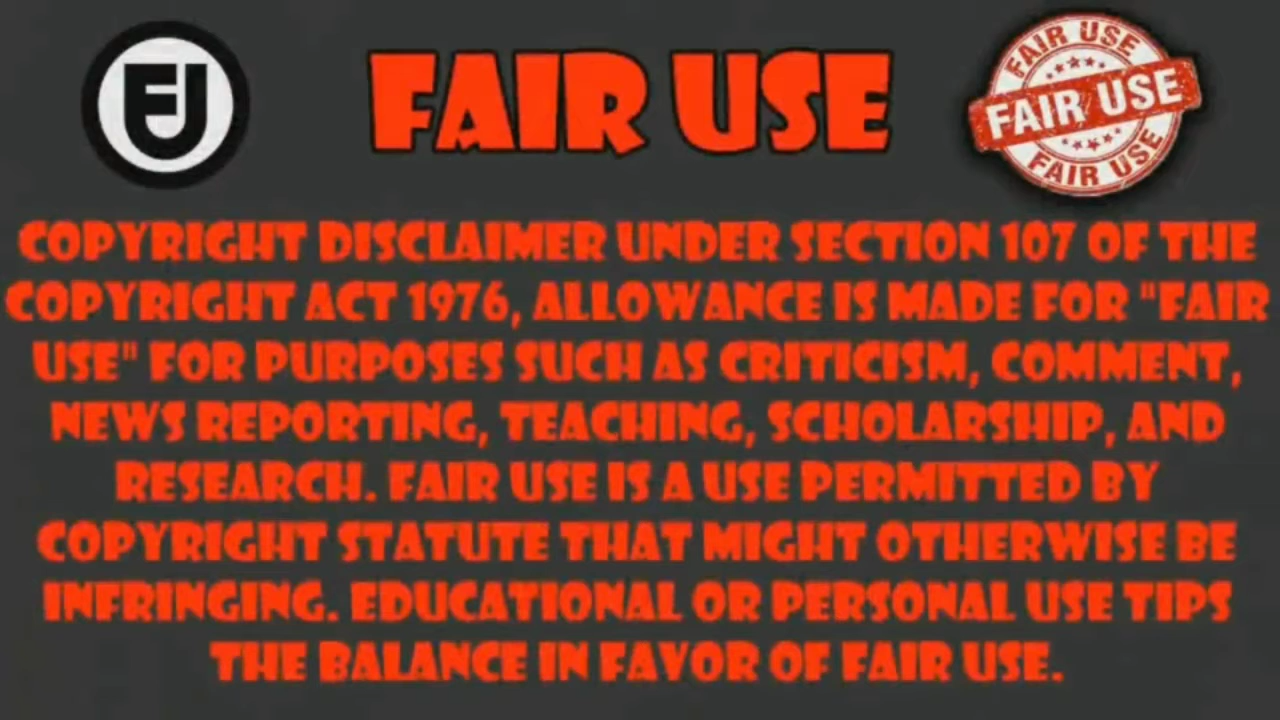 FU
FAIR USE
FAIR USE
FAIR USE
FAIR USE
COPYRIGHT DISCLAIMER UNDER SECTION 107 OF THE
COPYRIGHT ACT 1976, ALLOWANCE IS MADE FOR "FAIR
USE" FOR PURPOSES SUCH AS CRITICISM, COMMENT,
NEWS REPORTING, TEACHING, SCHOLARSHIP, AND
RESEARCH. FAIR USE IS A USE PERMITTED BY
COPYRIGHT STATUTE THAT MIGHT OTHERWISE BE
INFRINGING. EDUCATIONAL OR PERSONAL USE TIPS
THE BALANCE IN FAVOR OF FAIR USE.